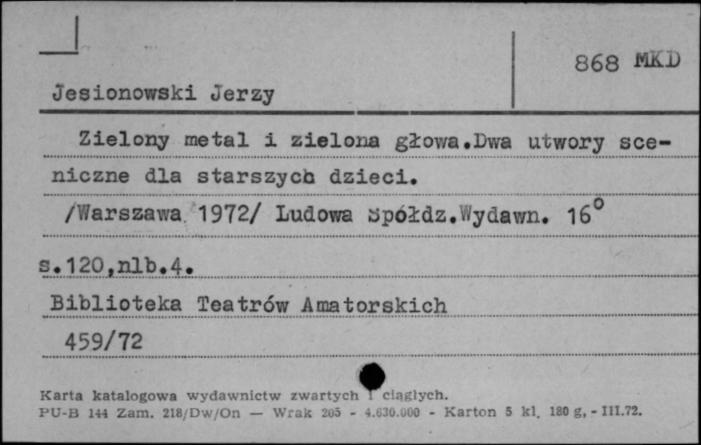 868 MKD
Jesionowski Jerzy
Zielony metal i zielona głowa.Dwa utwory sce-
niczne dla starszych dzieci.
/Warszawa 1972/ Ludowa Spółdz.Wydawn. 16°
s.120,nlb.4.
Biblioteka Teatrów Amatorskich
459/72
Karta katalogowa wydawnictw zwartych i ciągłych.
PU-B 144 Zam. 218/Dw/On — Wrak 205 - 4.630.000 - Karton 5 kl. 180 g, - III.72.